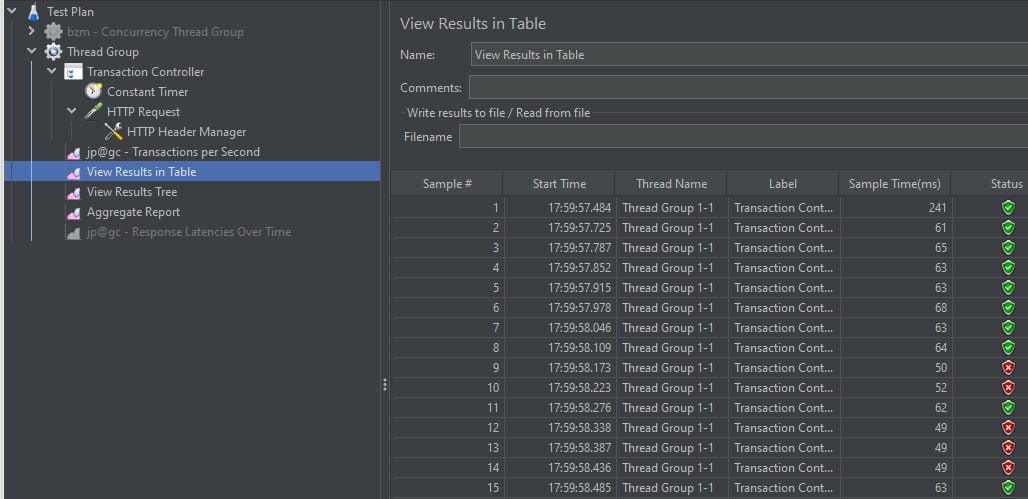 Test Plan
bzm - Concurrency Thread Group
Thread Group
Transaction Controller
Constant Timer
HTTP Request
HTTP Header Manager
jp@gc - Transactions per Second
View Results in Table
View Results Tree
Aggregate Report
jp@gc - Response Latencies Over Time
View Results in Table
Name: View Results in Table
Comments:
Write results to file / Read from file
Filename
Sample # Start Time Thread Name Label Sample Time(ms) Status
1 17:59:57.484 Thread Group 1-1 Transaction Cont... 241
2 17:59:57.725 Thread Group 1-1 Transaction Cont... 61
3 17:59:57.787 Thread Group 1-1 Transaction Cont... 65
4 17:59:57.852 Thread Group 1-1 Transaction Cont... 63
5 17:59:57.915 Thread Group 1-1 Transaction Cont... 63
6 17:59:57.978 Thread Group 1-1 Transaction Cont... 68
7 17:59:58.046 Thread Group 1-1 Transaction Cont... 63
8 17:59:58.109 Thread Group 1-1 Transaction Cont... 64
9 17:59:58.173 Thread Group 1-1 Transaction Cont... 50
10 17:59:58.223 Thread Group 1-1 Transaction Cont... 52
11 17:59:58.276 Thread Group 1-1 Transaction Cont... 62
12 17:59:58.338 Thread Group 1-1 Transaction Cont... 49
13 17:59:58.387 Thread Group 1-1 Transaction Cont... 49
14 17:59:58.436 Thread Group 1-1 Transaction Cont... 49
15 17:59:58.485 Thread Group 1-1 Transaction Cont... 63